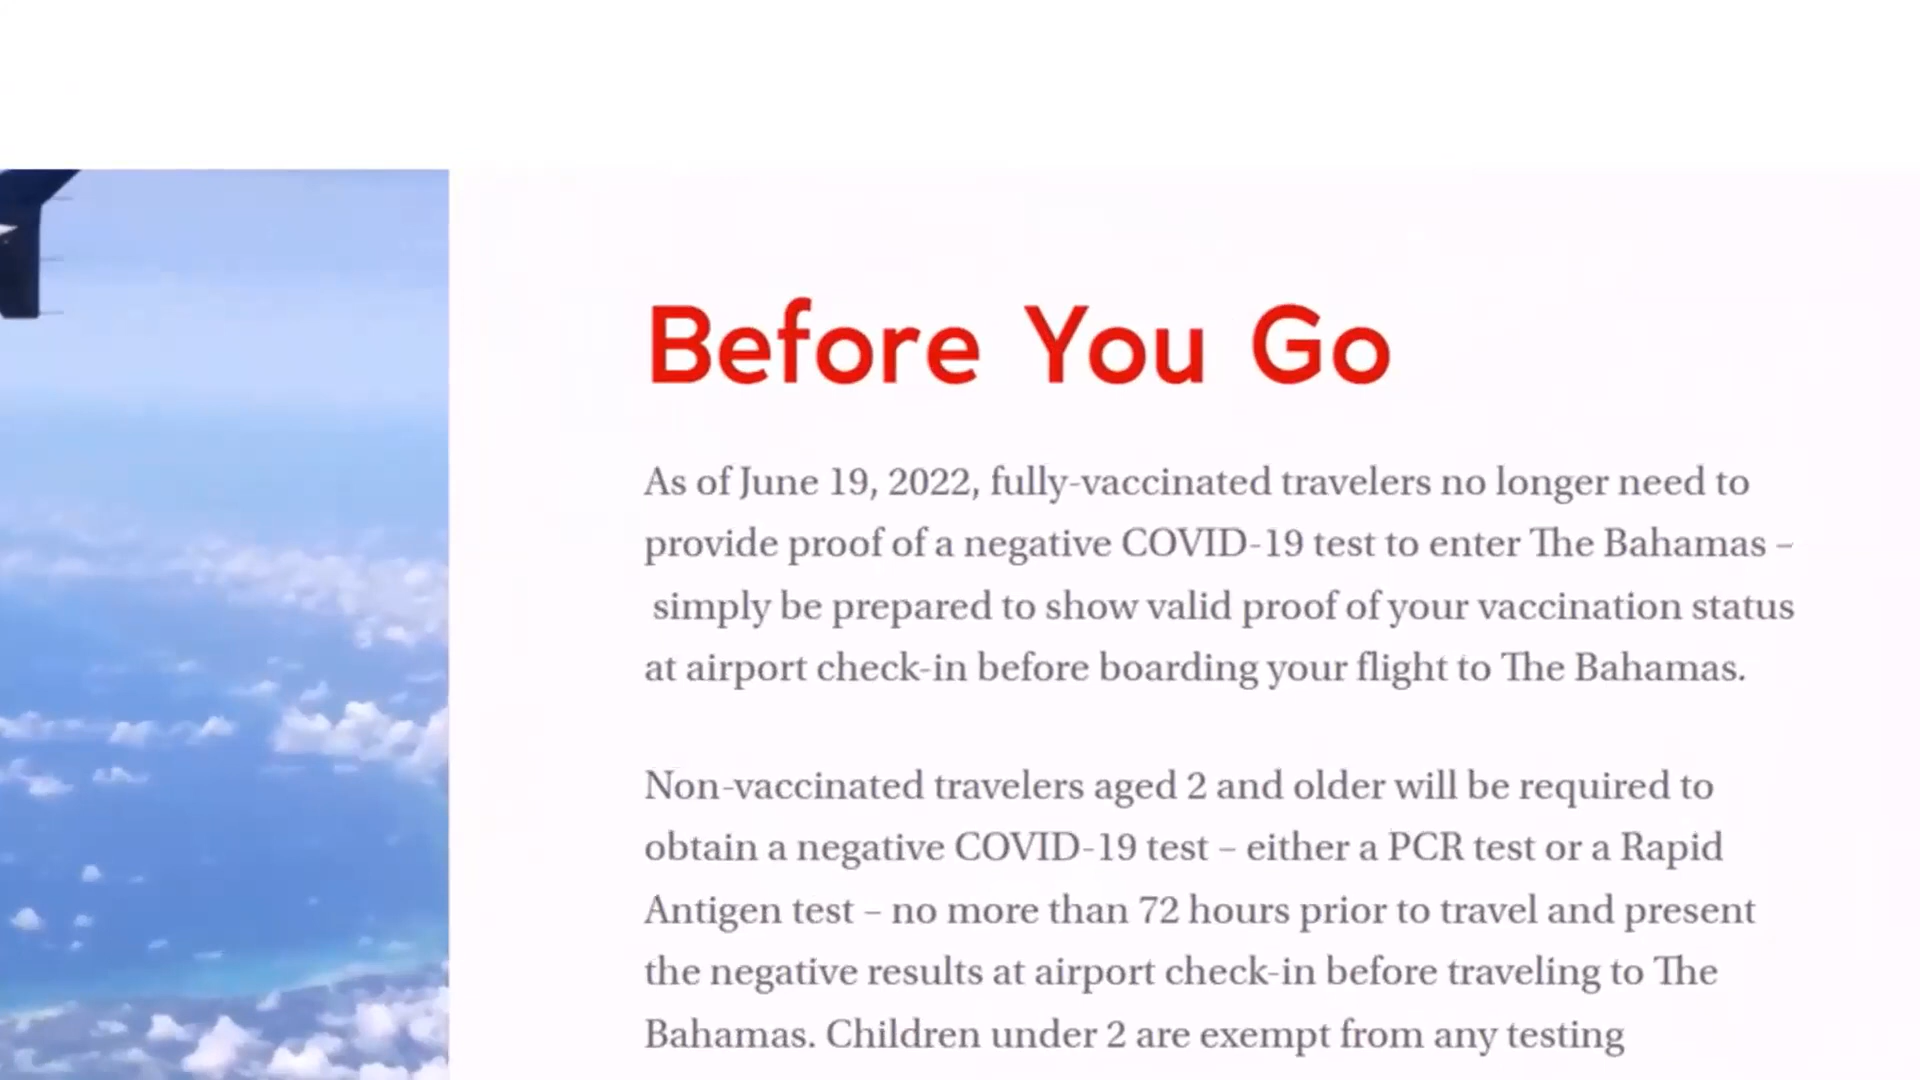 Before You Go
As of June 19, 2022, fully-vaccinated travelers no longer need to
provide proof of a negative COVID-19 test to enter The Bahamas –
simply be prepared to show valid proof of your vaccination status
at airport check-in before boarding your flight to The Bahamas.
Non-vaccinated travelers aged 2 and older will be required to
obtain a negative COVID-19 test – either a PCR test or a Rapid
Antigen test – no more than 72 hours prior to travel and present
the negative results at airport check-in before traveling to The
Bahamas. Children under 2 are exempt from any testing